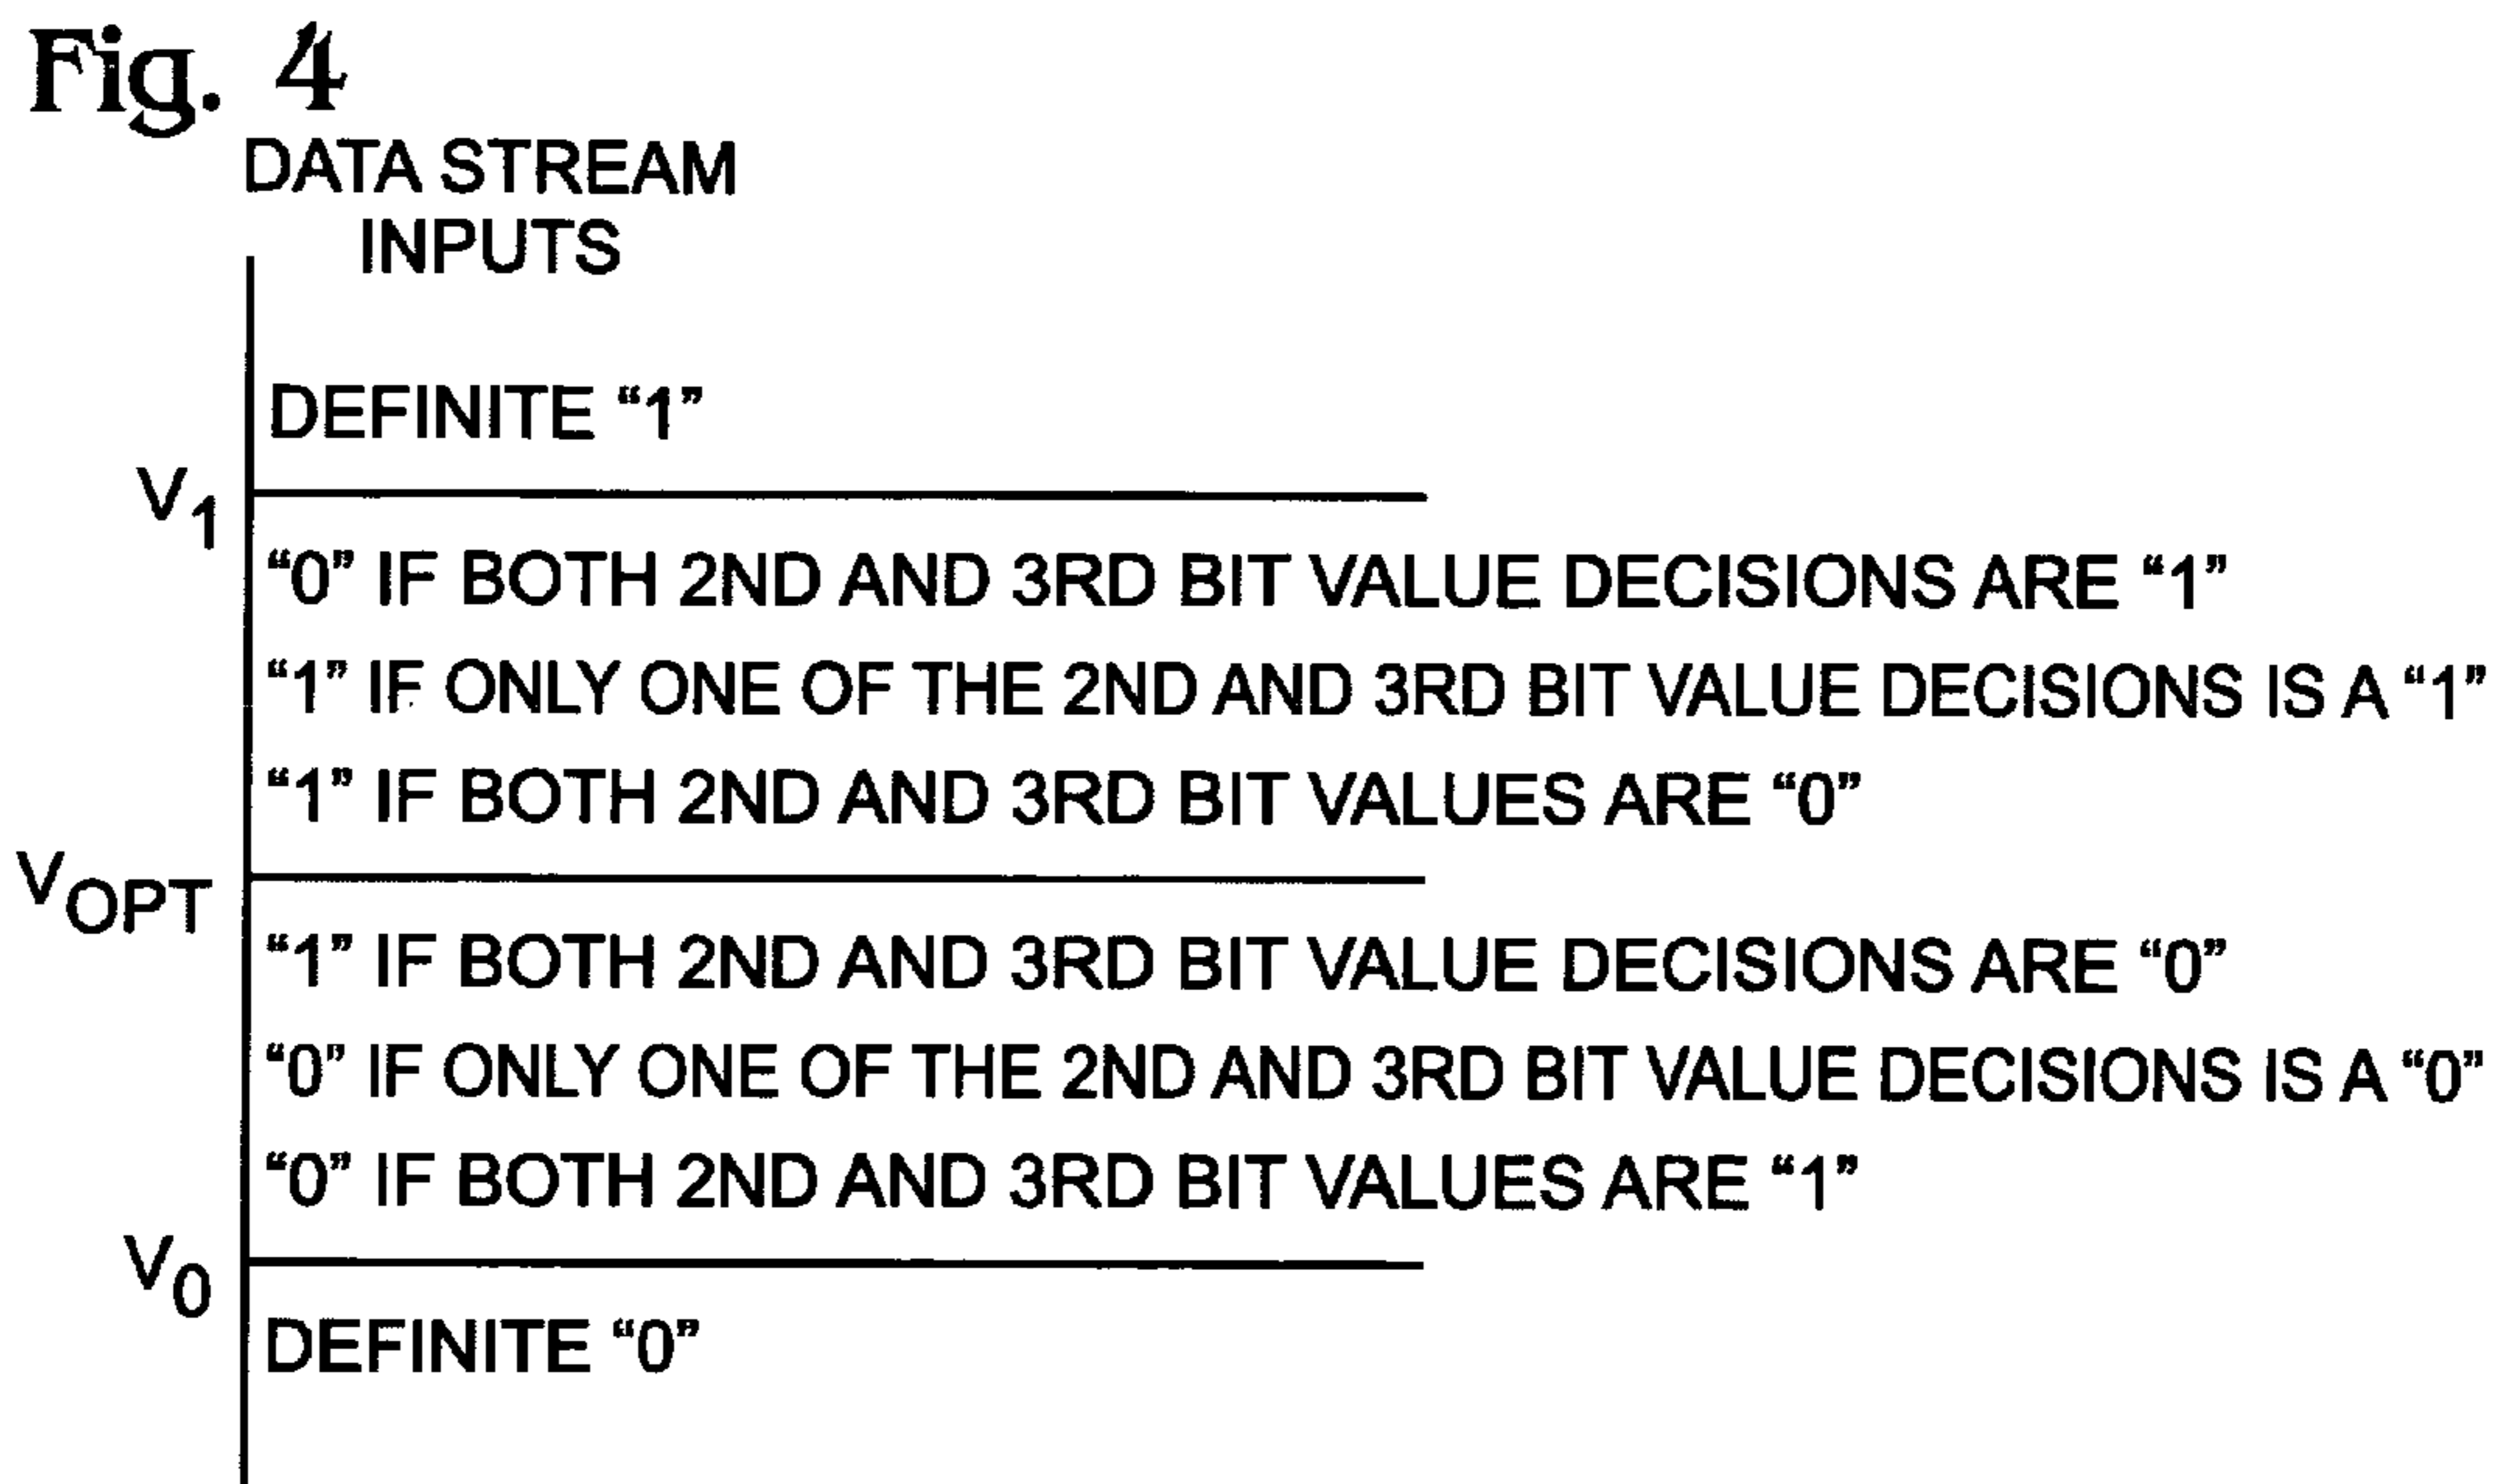 Fig. 4
DATA STREAM
INPUTS
DEFINITE “1”
V1
“0” IF BOTH 2ND AND 3RD BIT VALUE DECISIONS ARE “1”
“1” IF ONLY ONE OF THE 2ND AND 3RD BIT VALUE DECISIONS IS A “1”
“1” IF BOTH 2ND AND 3RD BIT VALUES ARE “0”
VOPT
“1” IF BOTH 2ND AND 3RD BIT VALUE DECISIONS ARE “0”
“0” IF ONLY ONE OF THE 2ND AND 3RD BIT VALUE DECISIONS IS A “0”
“0” IF BOTH 2ND AND 3RD BIT VALUES ARE “1”
V0
DEFINITE “0”